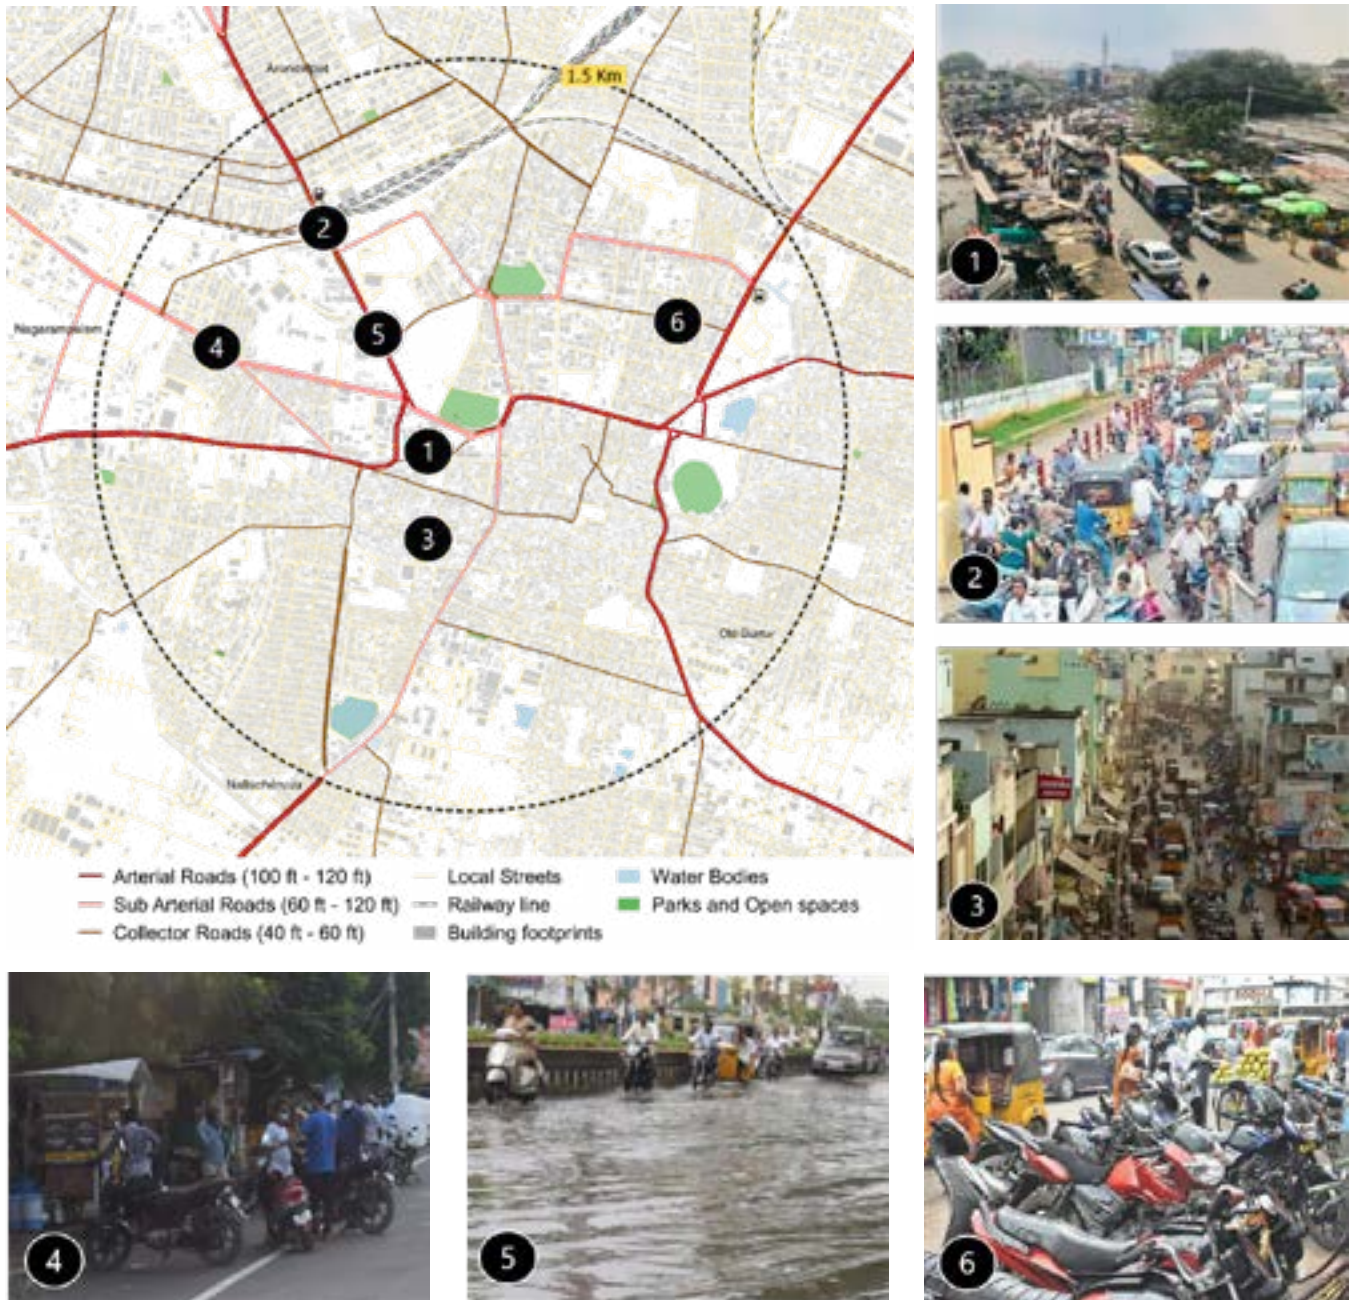 Arundelpet
1.5 Km
2
4
5
6
Nagarampalem
1
3
Old Guntur
Nallacheruvu
Arterial Roads (100 ft - 120 ft)
Sub Arterial Roads (60 ft - 120 ft)
Collector Roads (40 ft - 60 ft)
Local Streets
Railway line
Building footprints
Water Bodies
Parks and Open spaces
1
2
3
4
5
6